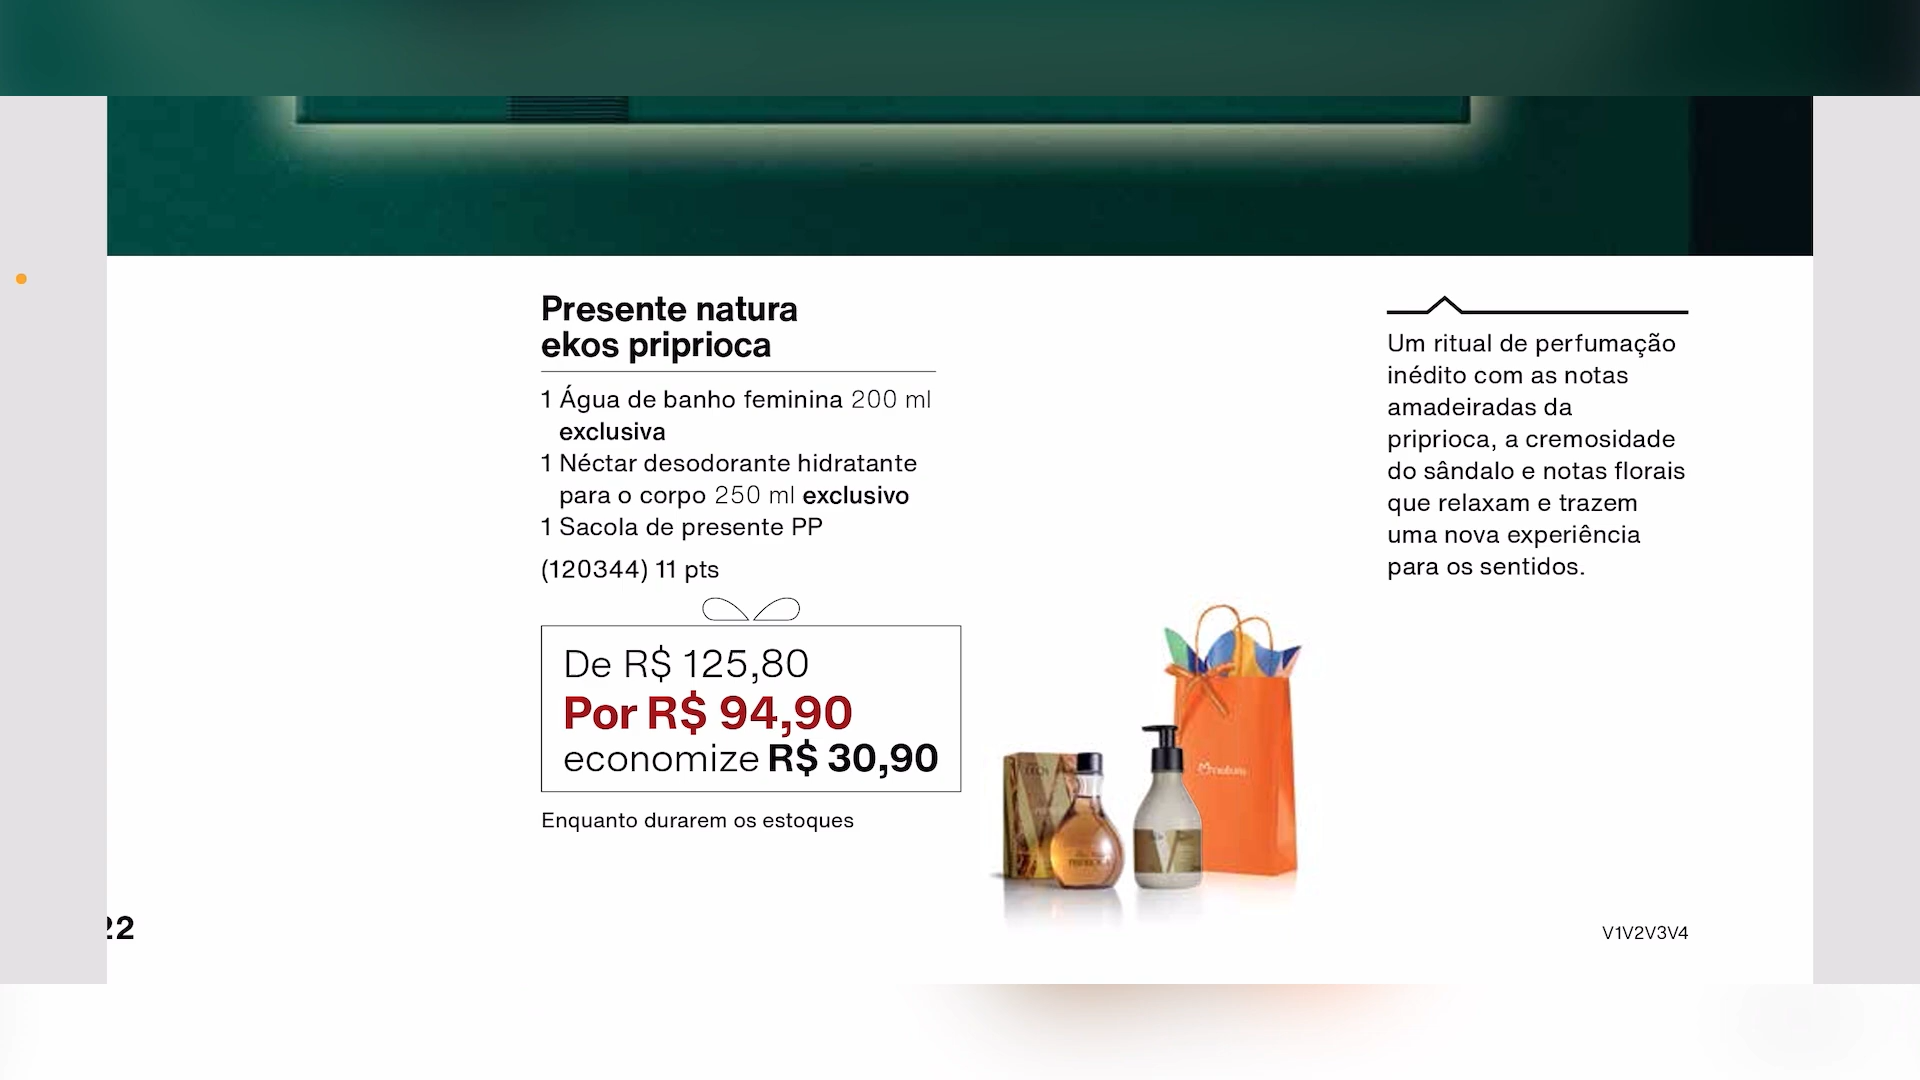 Presente natura
ekos priprioca
1 Água de banho feminina 200 ml
exclusiva
1 Néctar desodorante hidratante
para o corpo 250 ml exclusivo
1 Sacola de presente PP
(120344) 11 pts
De R$ 125,80
Por R$ 94,90
economize R$ 30,90
Enquanto durarem os estoques
Um ritual de perfumação
inédito com as notas
amadeiradas da
priprioca, a cremosidade
do sândalo e notas florais
que relaxam e trazem
uma nova experiência
para os sentidos.
natura
22
V1V2V3V4